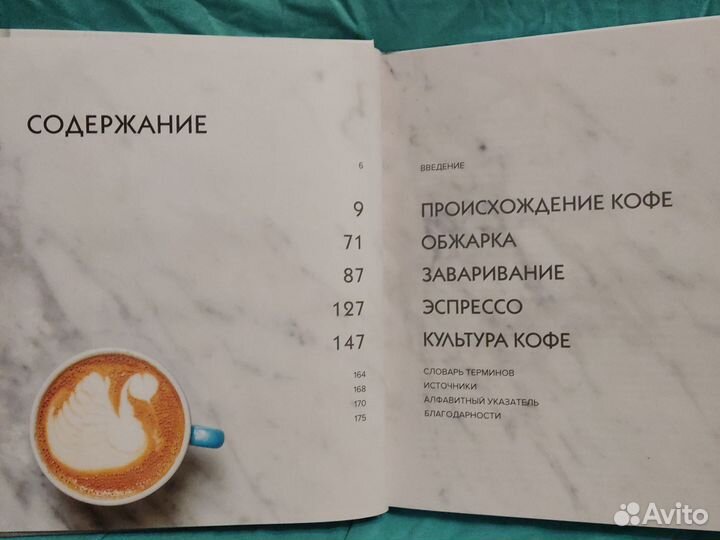 СОДЕРЖАНИЕ
6 ВВЕДЕНИЕ
9 ПРОИСХОЖДЕНИЕ КОФЕ
71 ОБЖАРКА
87 ЗАВАРИВАНИЕ
127 ЭСПРЕССО
147 КУЛЬТУРА КОФЕ
164 СЛОВАРЬ ТЕРМИНОВ
168 ИСТОЧНИКИ
170 АЛФАВИТНЫЙ УКАЗАТЕЛЬ
175 БЛАГОДАРНОСТИ
Avito